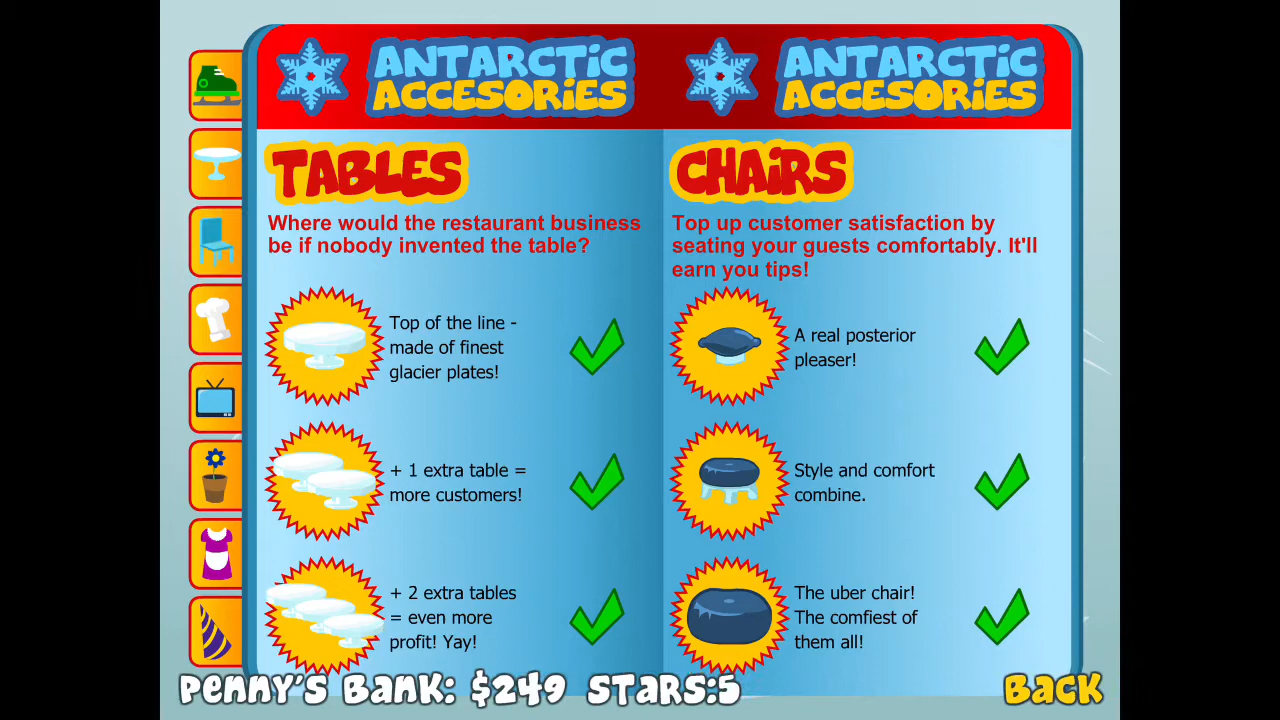 ANTARCTIC
ACCESORIES
ANTARCTIC
ACCESORIES
TABLES
Where would the restaurant business
be if nobody invented the table?
Top of the line -
made of finest
glacier plates!
+ 1 extra table =
more customers!
+ 2 extra tables
= even more
profit! Yay!
CHAIRS
Top up customer satisfaction by
seating your guests comfortably. It'll
earn you tips!
A real posterior
pleaser!
Style and comfort
combine.
The uber chair!
The comfiest of
them all!
PENNY'S BANK: $249 STARS:5
BACK